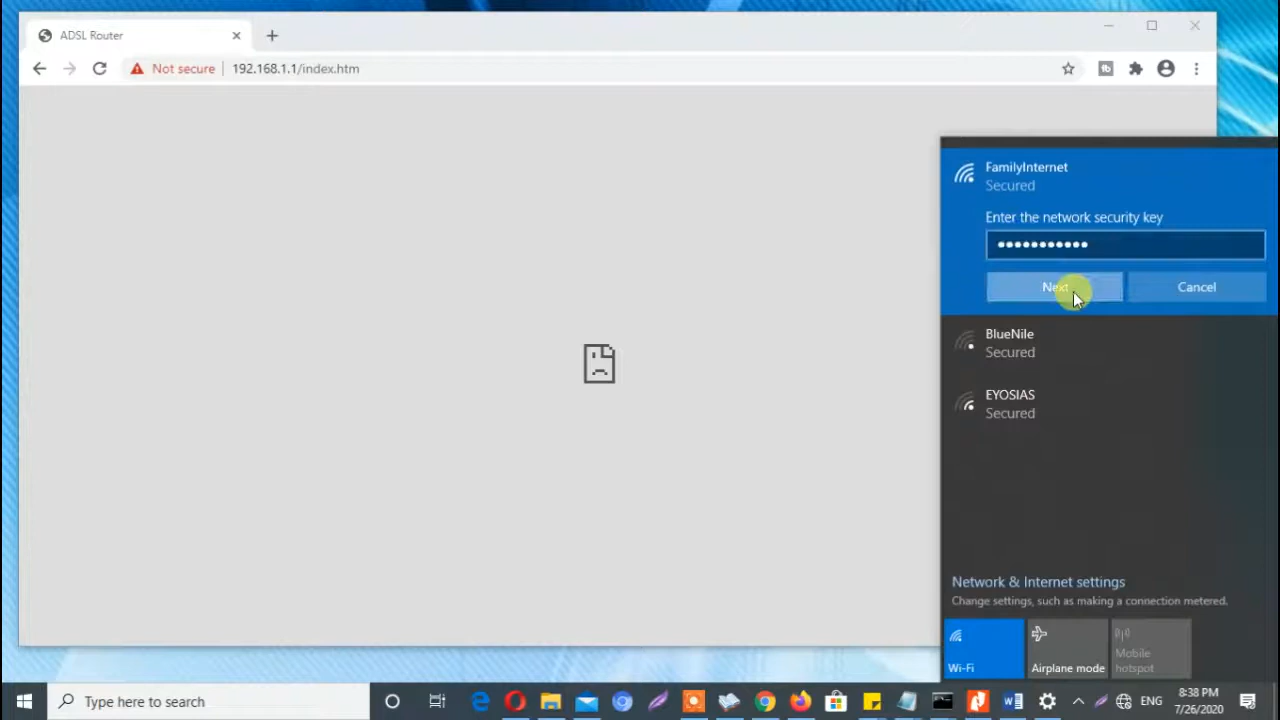 ADSL Router
Not secure
192.168.1.1/index.htm
FamilyInternet
Secured
Enter the network security key
•••••••••••
Next
Cancel
BlueNile
Secured
EYOSIAS
Secured
Network & Internet settings
Change settings, such as making a connection metered.
Wi-Fi
Airplane mode
Mobile
hotspot
Type here to search
ENG
8:38 PM
7/26/2020